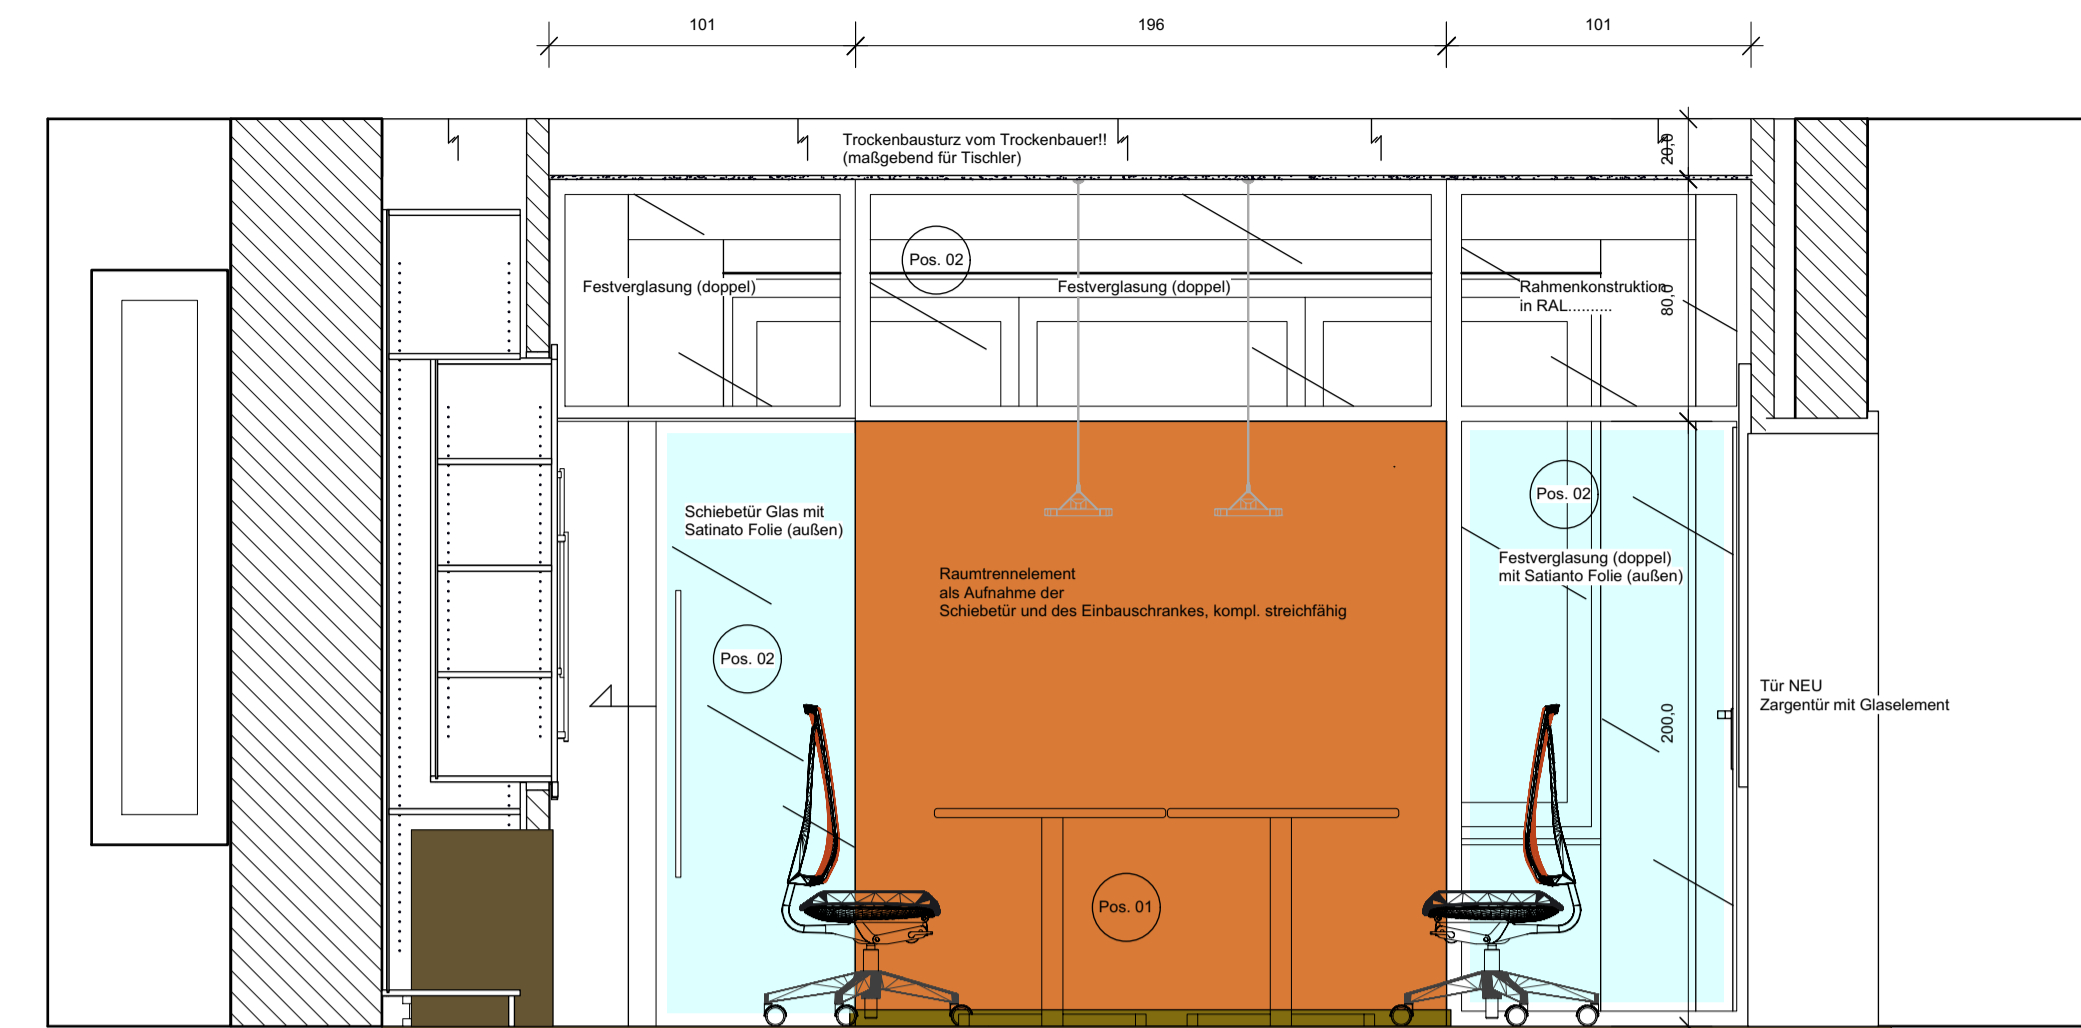 101
196
101
Trockenbausturz vom Trockenbauer!!
(maßgebend für Tischler)
20,0
Pos. 02
Festverglasung (doppel)
Festverglasung (doppel)
Rahmenkonstruktion
in RAL..........
80,0
Schiebetür Glas mit
Satinato Folie (außen)
Pos. 02
Festverglasung (doppel)
mit Satianto Folie (außen)
Raumtrennelement
als Aufnahme der
Schiebetür und des Einbauschrankes, kompl. streichfähig
Pos. 02
Tür NEU
Zargentür mit Glaselement
200,0
Pos. 01